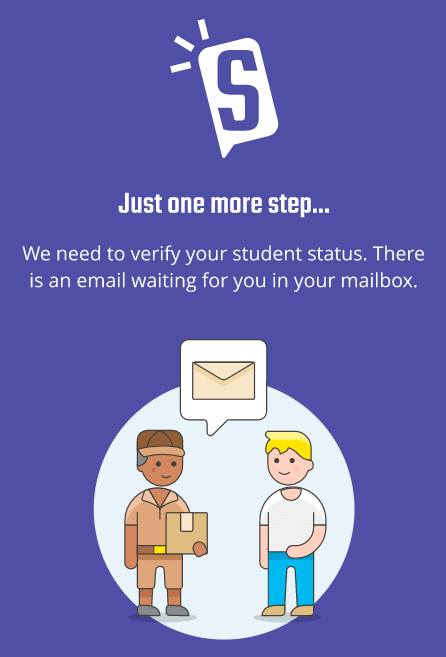 S
Just one more step...
We need to verify your student status. There
is an email waiting for you in your mailbox.